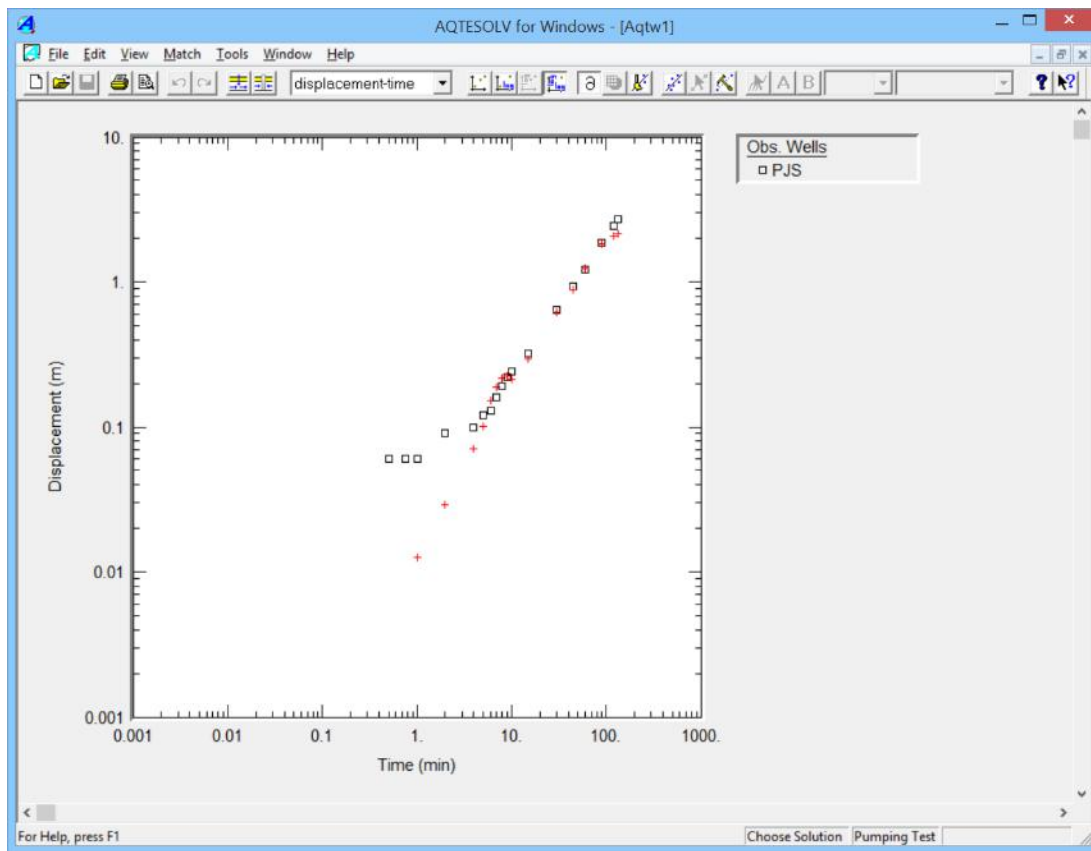 AQTESOLV for Windows - [Aqtw1]
File Edit View Match Tools Window Help
displacement-time
A B
Obs. Wells
PJS
10.
1.
0.1
0.01
0.001
Displacement (m)
0.001 0.01 0.1 1. 10. 100. 1000.
Time (min)
For Help, press F1
Choose Solution Pumping Test